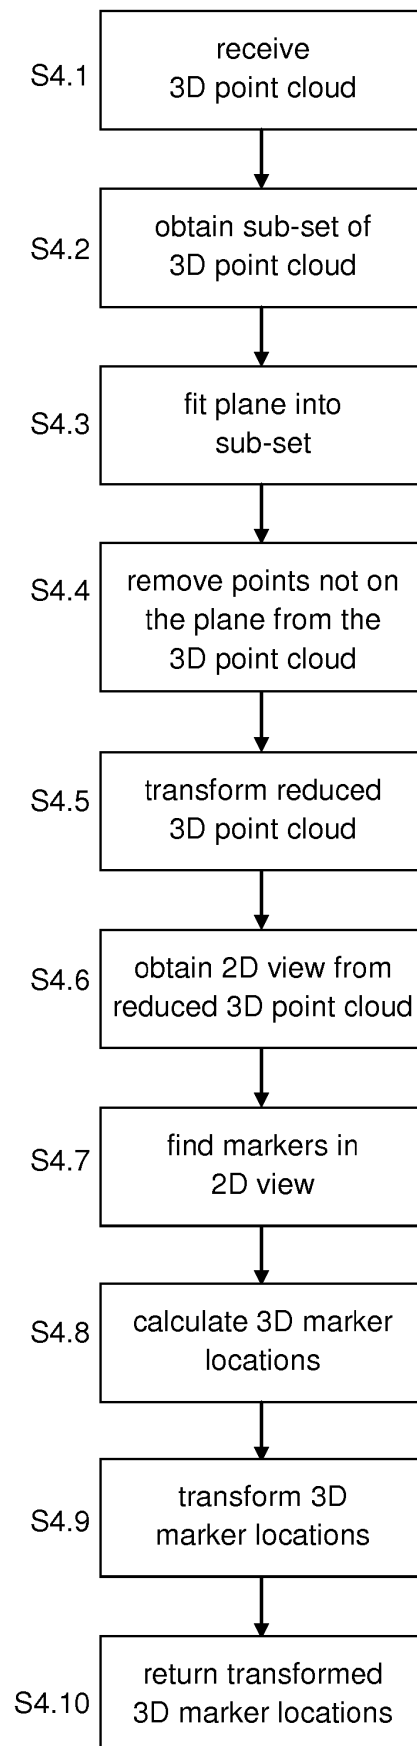 S4.1
receive
3D point cloud
S4.2
obtain sub-set of
3D point cloud
S4.3
fit plane into
sub-set
S4.4
remove points not on
the plane from the
3D point cloud
S4.5
transform reduced
3D point cloud
S4.6
obtain 2D view from
reduced 3D point cloud
S4.7
find markers in
2D view
S4.8
calculate 3D marker
locations
S4.9
transform 3D
marker locations
S4.10
return transformed
3D marker locations